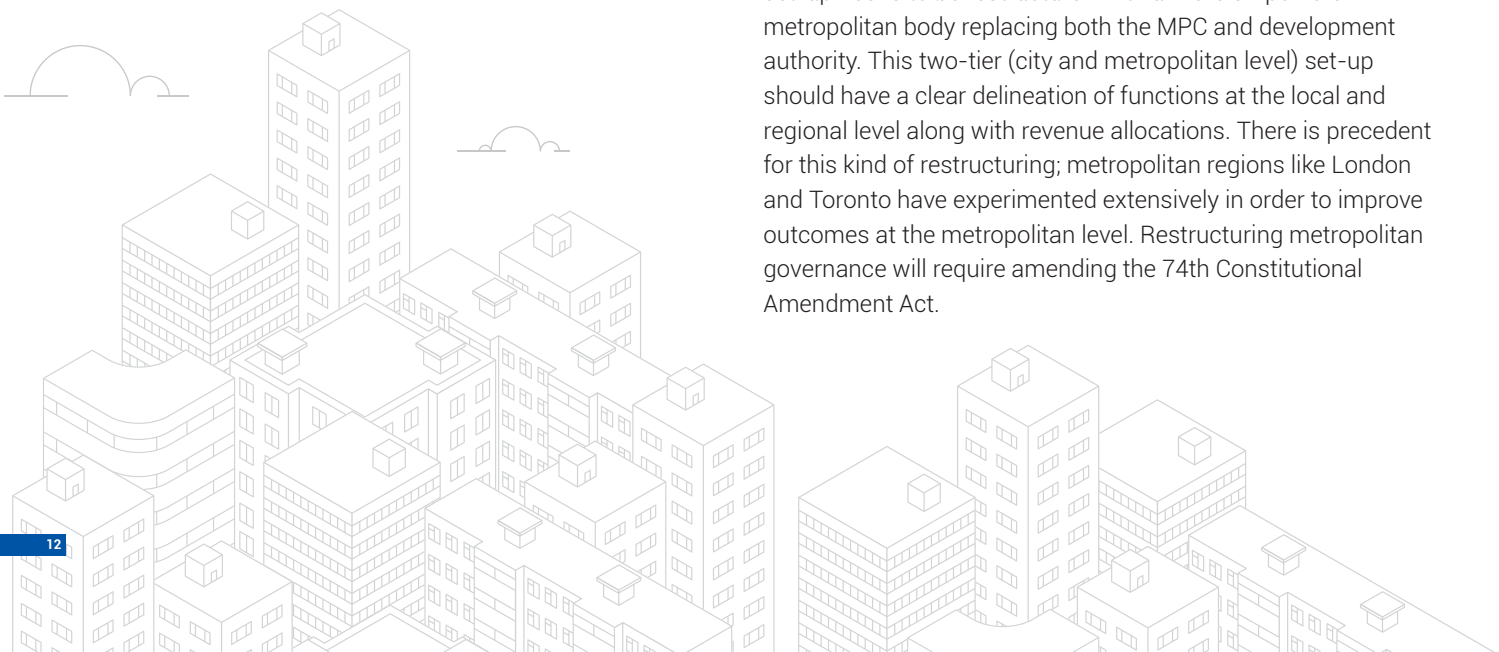 metropolitan body replacing both the MPC and development
authority. This two-tier (city and metropolitan level) set-up
should have a clear delineation of functions at the local and
regional level along with revenue allocations. There is precedent
for this kind of restructuring; metropolitan regions like London
and Toronto have experimented extensively in order to improve
outcomes at the metropolitan level. Restructuring metropolitan
governance will require amending the 74th Constitutional
Amendment Act.
12